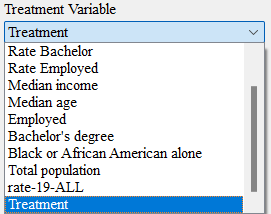 Treatment Variable
Treatment
Rate Bachelor
Rate Employed
Median income
Median age
Employed
Bachelor's degree
Black or African American alone
Total population
rate-19-ALL
Treatment